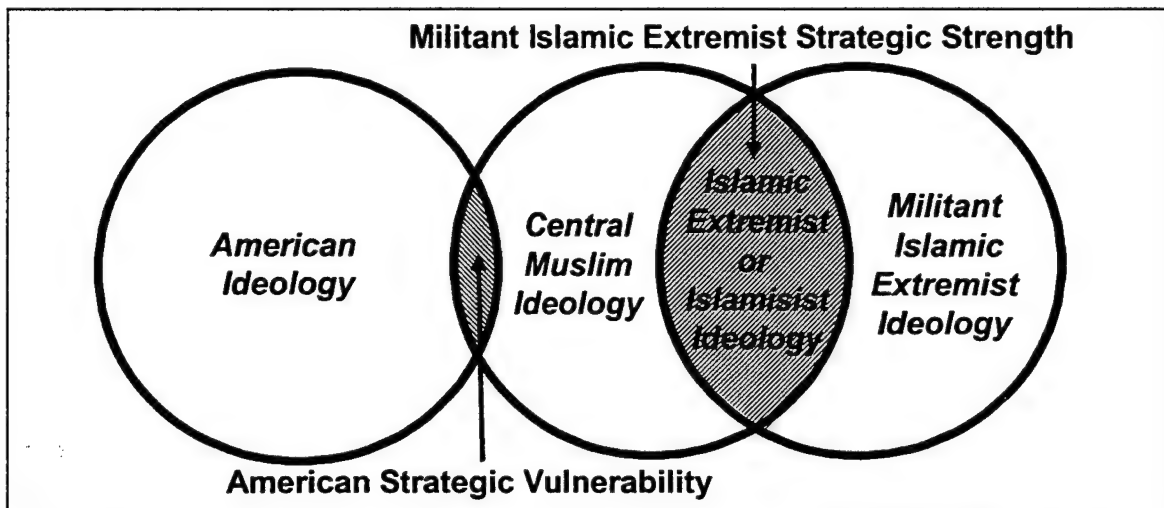 Militant Islamic Extremist Strategic Strength
American
Ideology
Central
Muslim
Ideology
Islamic
Extremist
or
Islamisist
Ideology
Militant
Islamic
Extremist
Ideology
American Strategic Vulnerability